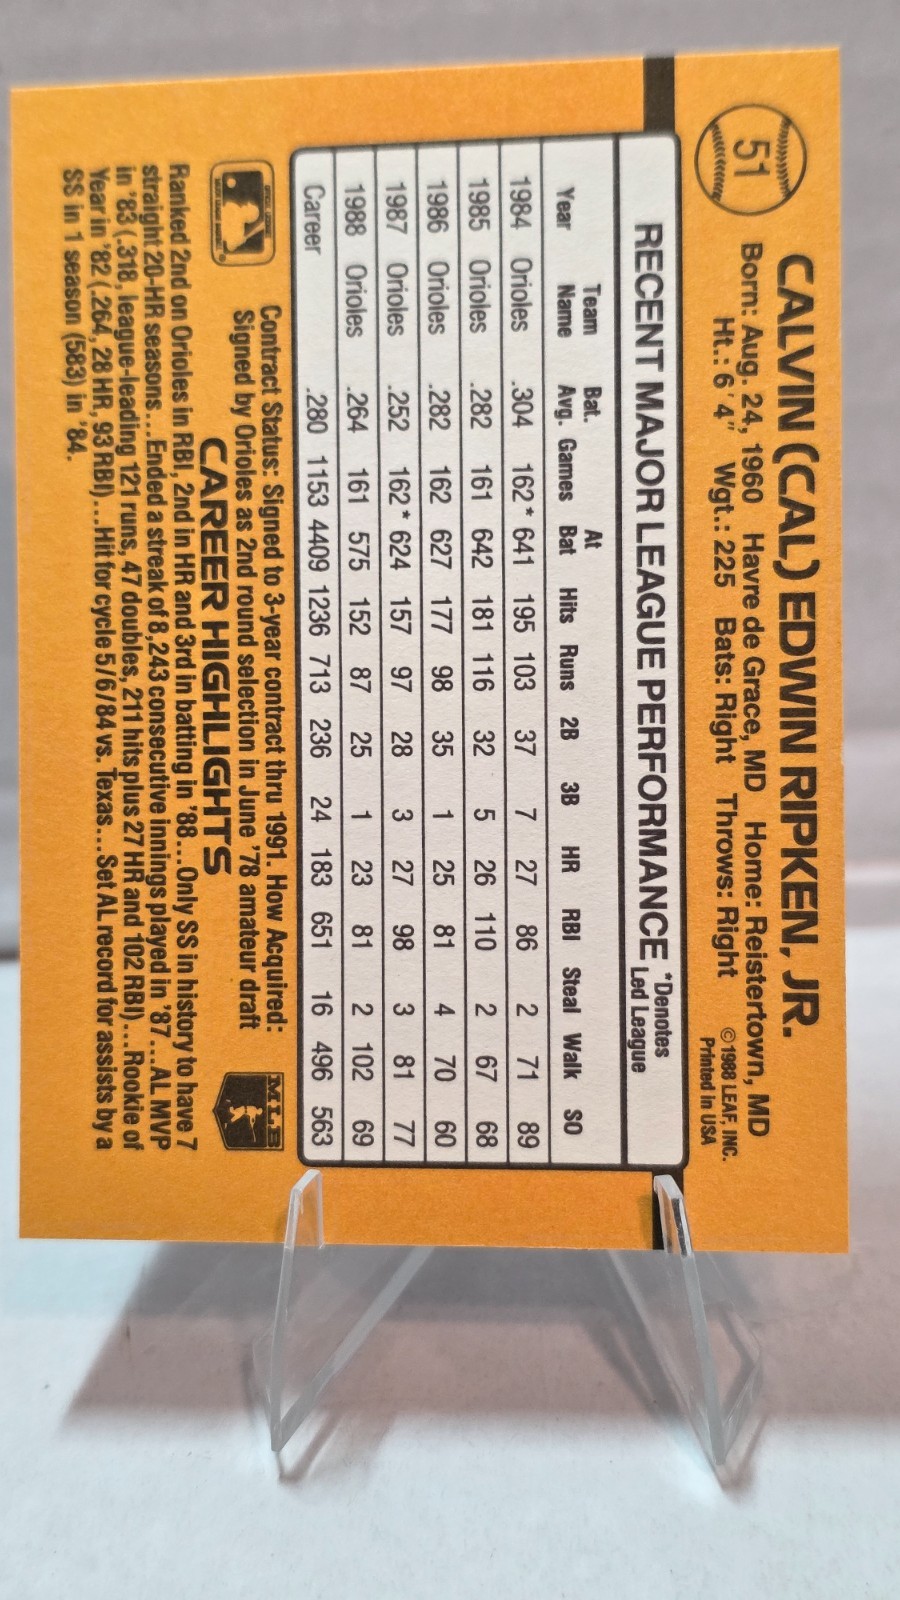 51
CALVIN (CAL) EDWIN RIPKEN, JR.
Born: Aug. 24, 1960 Havre de Grace, MD Home: Reistertown, MD
Ht.: 6'4" Wgt.: 225 Bats: Right Throws: Right
©1988 LEAF, INC.
Printed in USA
RECENT MAJOR LEAGUE PERFORMANCE *Denotes Led League
Year Team Name Bat. Avg. Games At Bat Hits Runs 2B 3B HR RBI Steal Walk SO
1984 Orioles .304 162* 641 195 103 37 7 27 86 2 71 89
1985 Orioles .282 161 642 181 116 32 5 26 110 2 67 68
1986 Orioles .282 162 627 177 98 35 1 25 81 4 70 60
1987 Orioles .252 162* 624 157 97 28 3 27 98 3 81 77
1988 Orioles .264 161 575 152 87 25 1 23 81 2 102 69
Career .280 1153 4409 1236 713 236 24 183 651 16 496 563
Contract Status: Signed to 3-year contract thru 1991. How Acquired:
Signed by Orioles as 2nd round selection in June '78 amateur draft
MLB
CAREER HIGHLIGHTS
Ranked 2nd on Orioles in RBI, 2nd in HR and 3rd in batting in '88...Only SS in history to have 7
straight 20-HR seasons...Ended a streak of 8,243 consecutive innings played in '87...AL MVP
in '83 (.318, league-leading 121 runs, 47 doubles, 211 hits plus 27 HR and 102 RBI)...Rookie of
Year in '82 (.264, 28 HR, 93 RBI)...Hit for cycle 5/6/84 vs. Texas...Set AL record for assists by a
SS in 1 season (583) in '84.